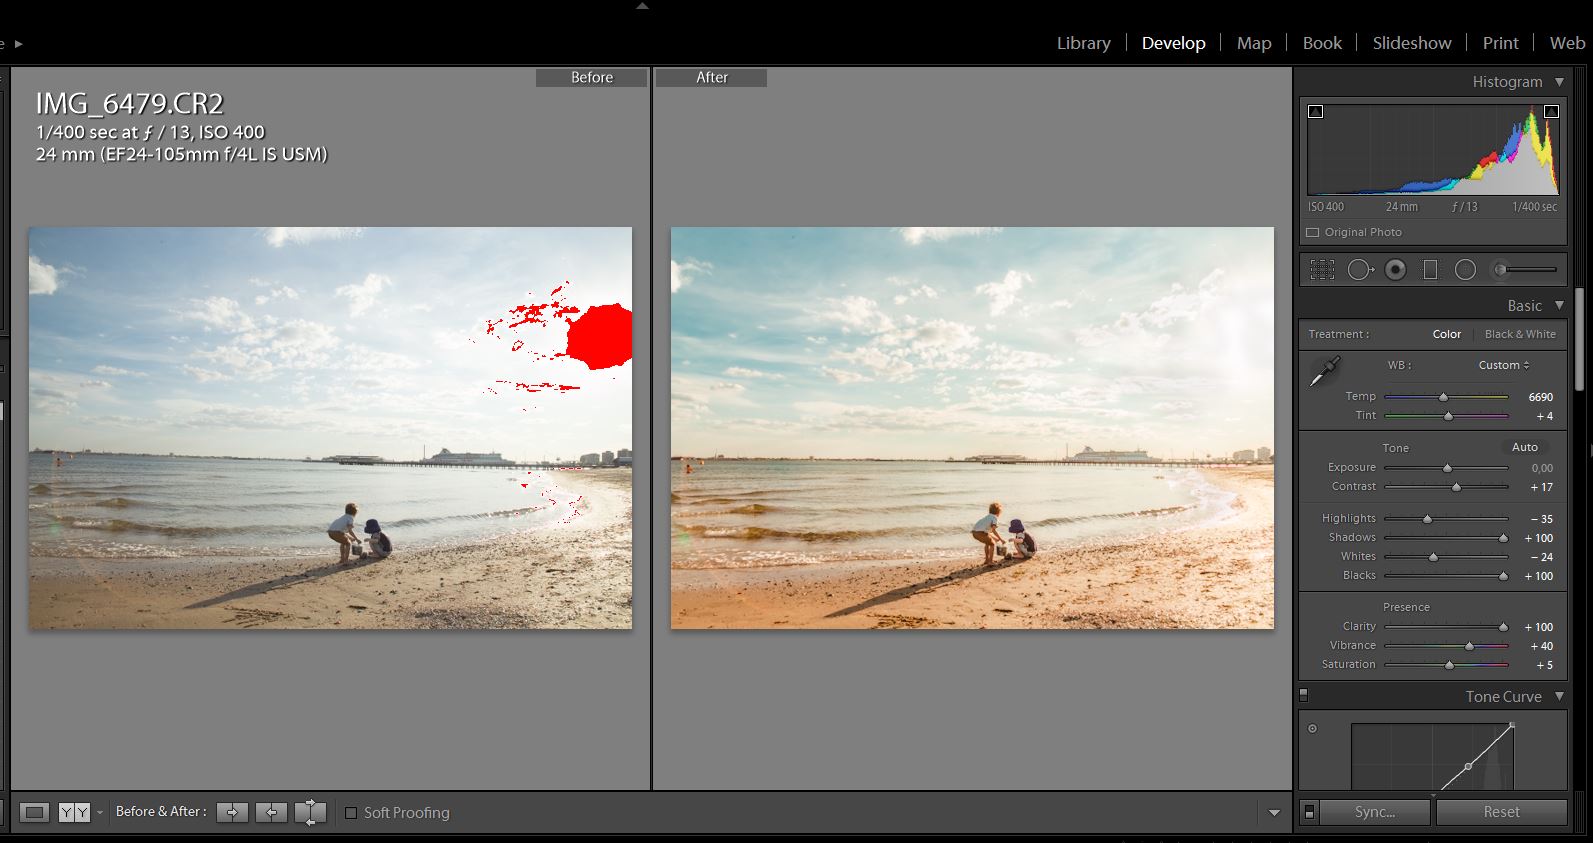 e
Library Develop Map Book Slideshow Print Web
Before After
IMG_6479.CR2
1/400 sec at ƒ / 13, ISO 400
24 mm (EF24-105mm f/4L IS USM)
Histogram
ISO 400 24 mm ƒ / 13 1/400 sec
Original Photo
Basic
Treatment : Color Black & White
WB : Custom
Temp 6690
Tint + 4
Tone Auto
Exposure 0,00
Contrast + 17
Highlights − 35
Shadows + 100
Whites − 24
Blacks + 100
Presence
Clarity + 100
Vibrance + 40
Saturation + 5
Tone Curve
Y Y Before & After : Soft Proofing
Sync... Reset